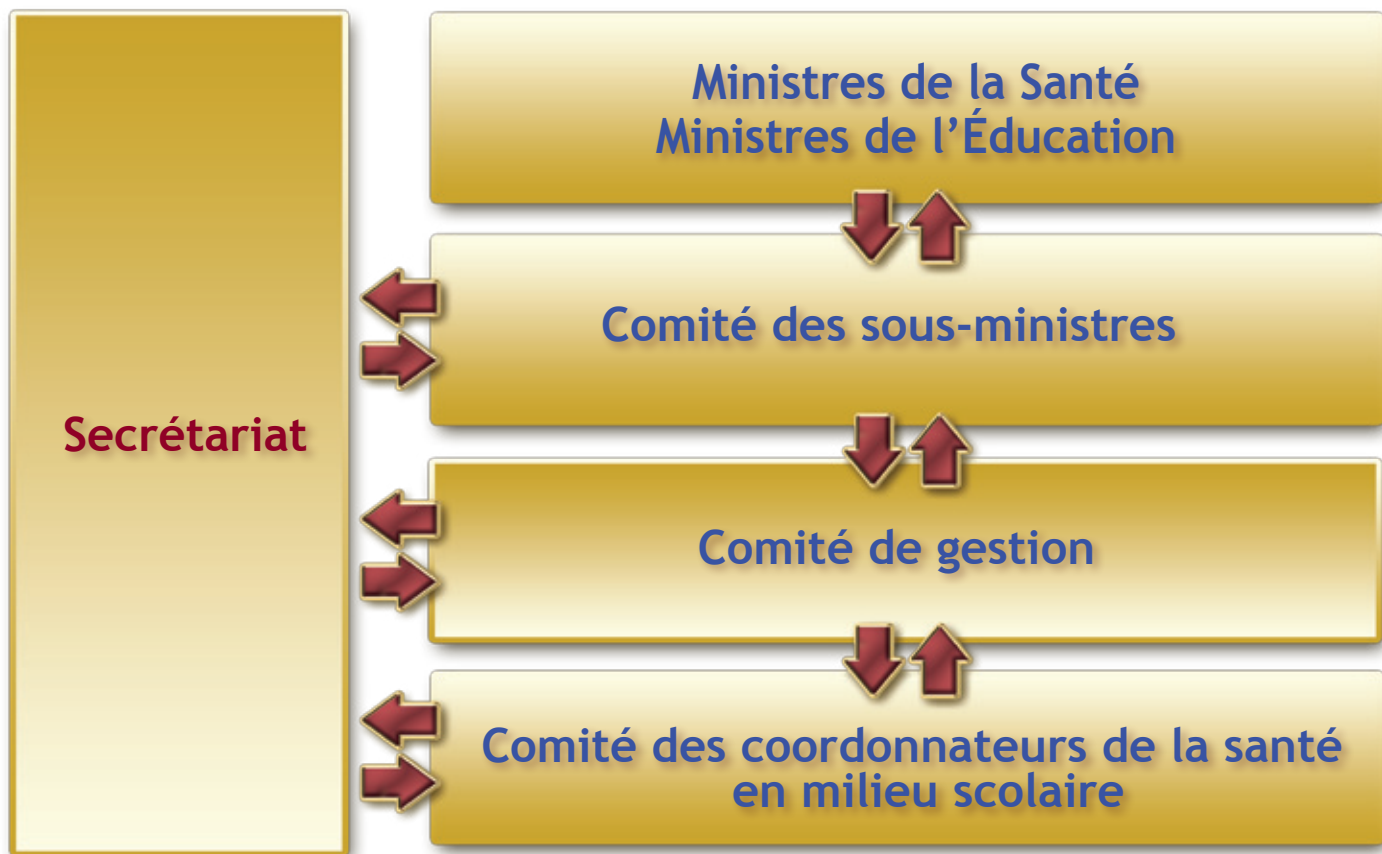 Secrétariat
Ministres de la Santé
Ministres de l’Éducation
Comité des sous-ministres
Comité de gestion
Comité des coordonnateurs de la santé
en milieu scolaire